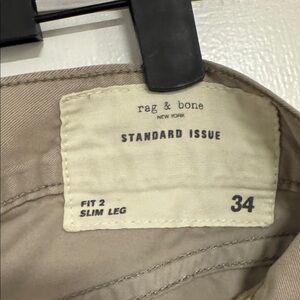 rag & bone
NEW YORK
STANDARD ISSUE
FIT 2
SLIM LEG
34